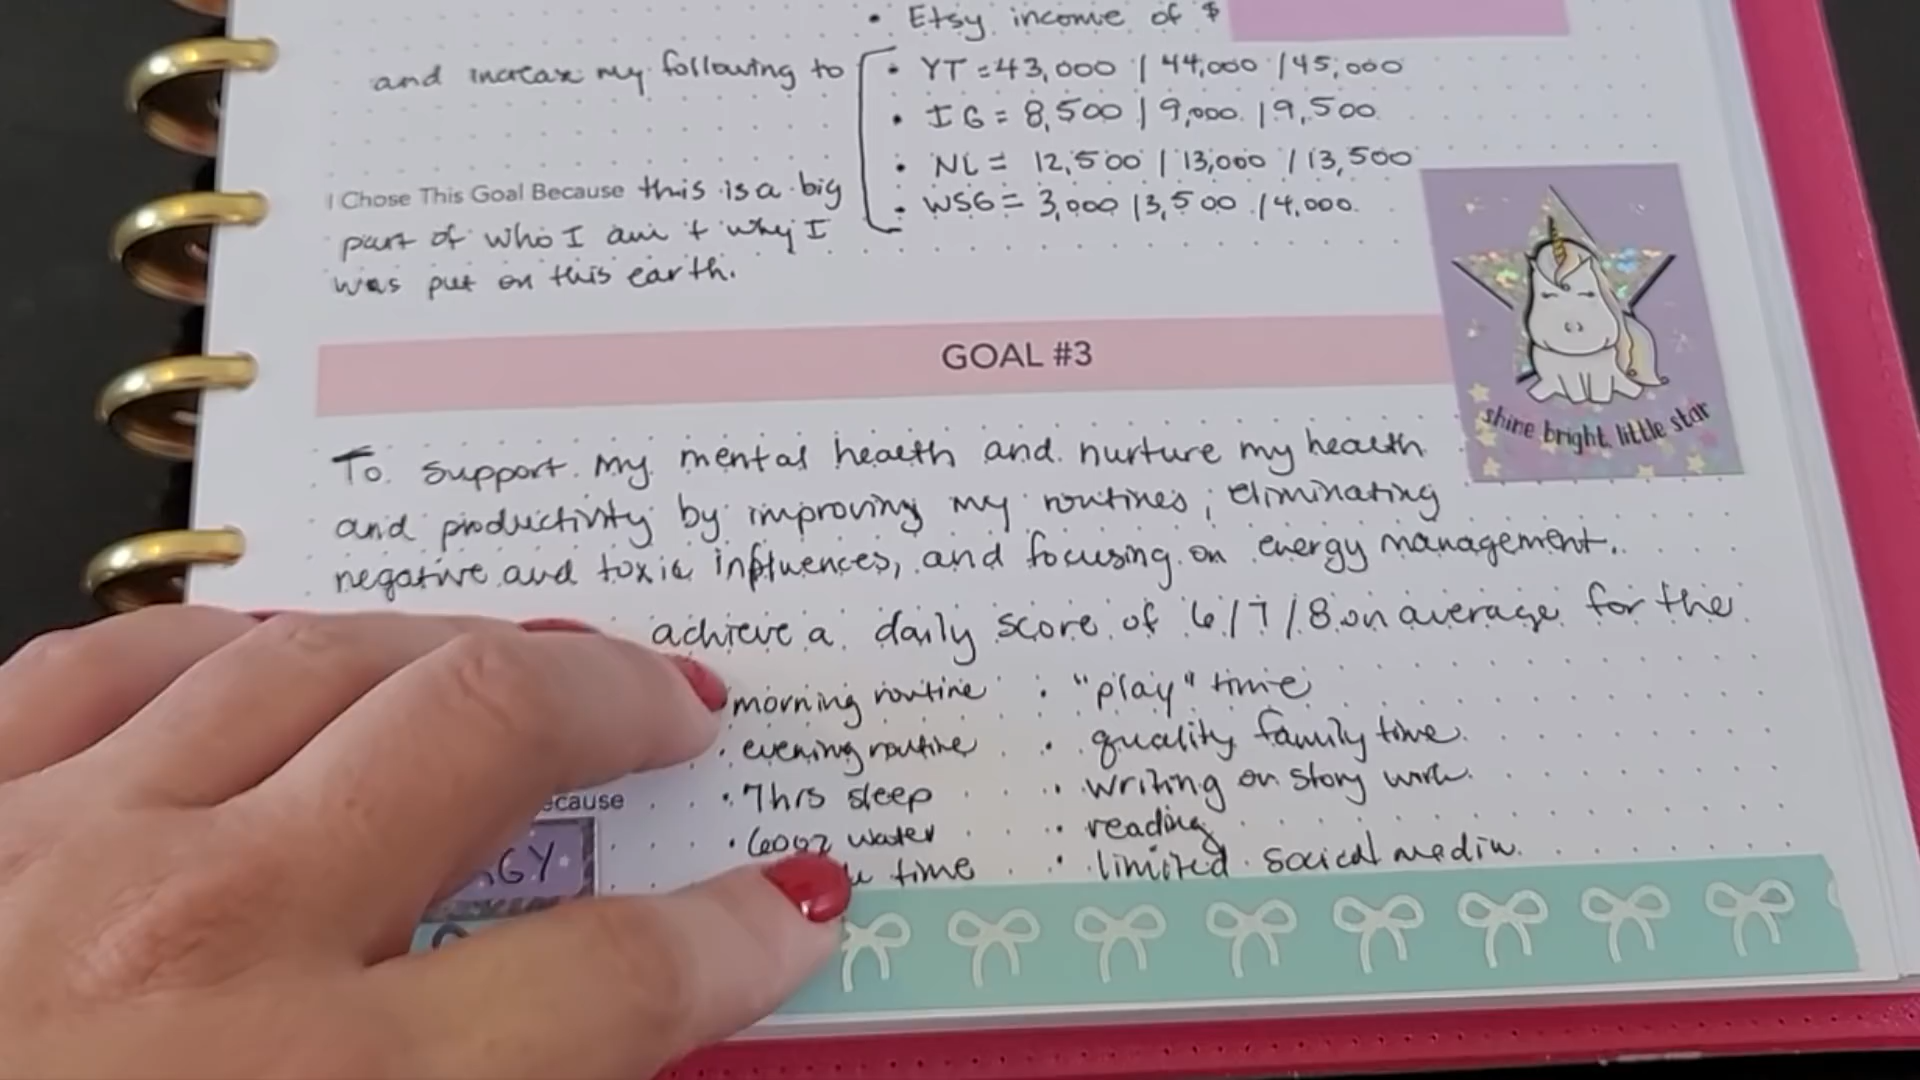 • Etsy income of $
and increase my following to
• YT = 43,000 / 44,000 / 45,000
• IG = 8,500 / 9,000 / 9,500
• NL = 12,500 / 13,000 / 13,500
• WSG = 3,000 / 3,500 / 4,000
I Chose This Goal Because this is a big
part of who I am + why I
was put on this earth.
GOAL #3
shine bright, little star
To support my mental health and nurture my health
and productivity by improving my routines, eliminating
negative and toxic influences, and focusing on energy management.
achieve a daily score of 6/7/8 on average for the
morning routine
• evening routine
• 7hrs sleep
• 60oz water
time
• "play" time
• quality family time
• writing on story work
• reading
• limited social media
ecause
GY